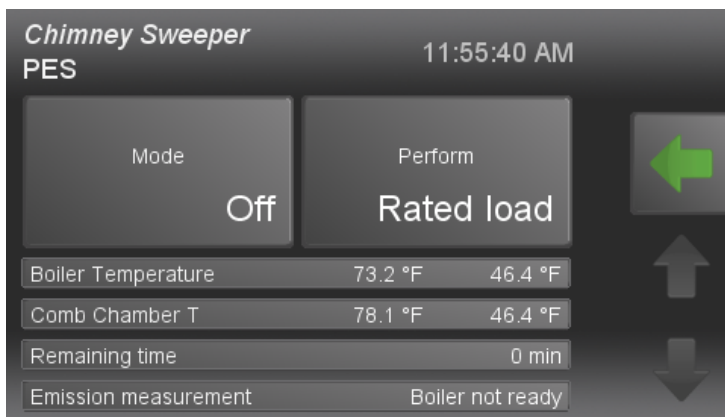 Chimney Sweeper
PES
11:55:40 AM
Mode
Off
Perform
Rated load
Boiler Temperature 73.2 °F 46.4 °F
Comb Chamber T 78.1 °F 46.4 °F
Remaining time 0 min
Emission measurement Boiler not ready